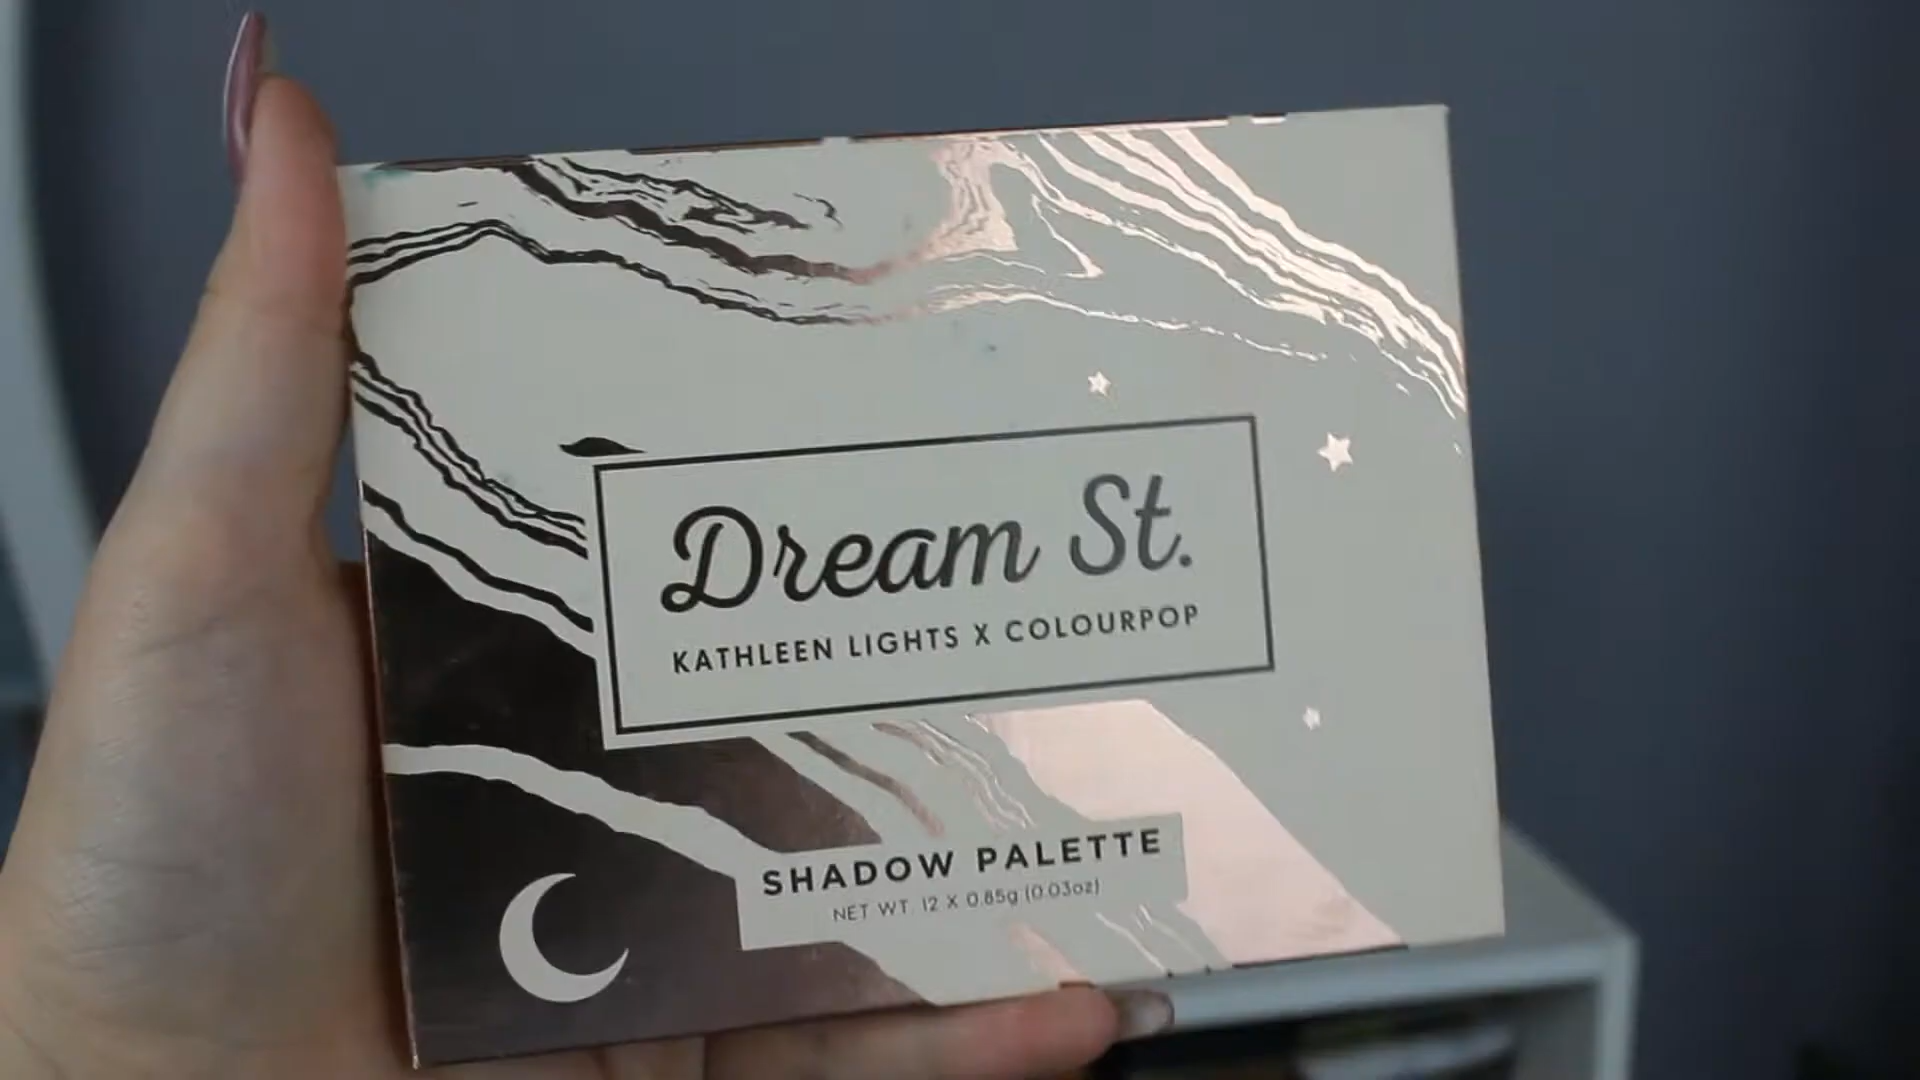 Dream St.
KATHLEEN LIGHTS X COLOURPOP
SHADOW PALETTE
NET WT. 12 X 0.85g (0.03oz)